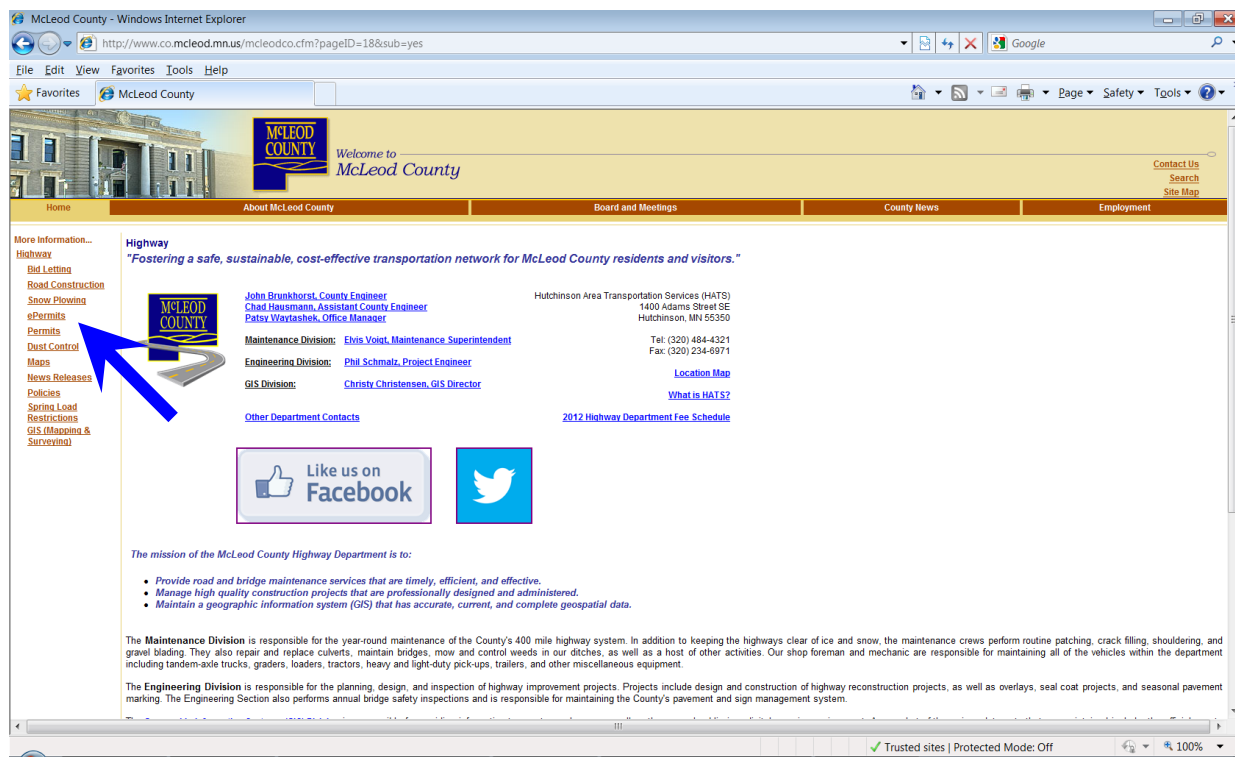 McLeod County - Windows Internet Explorer
http://www.co.mcleod.mn.us/mcleodco.cfm?pageID=18&sub=yes
Google
File Edit View Favorites Tools Help
Favorites McLeod County Page Safety Tools
McLEOD
COUNTY
Welcome to
McLeod County
Contact Us
Search
Site Map
Home About McLeod County Board and Meetings County News Employment
More Information...
Highway
Bid Letting
Road Construction
Snow Plowing
ePermits
Permits
Dust Control
Maps
News Releases
Policies
Spring Load
Restrictions
GIS (Mapping &
Surveying)
Highway
"Fostering a safe, sustainable, cost-effective transportation network for McLeod County residents and visitors."
McLEOD
COUNTY
John Brunkhorst, County Engineer
Chad Hausmann, Assistant County Engineer
Patsy Waytashek, Office Manager
Maintenance Division: Elvis Voigt, Maintenance Superintendent
Engineering Division: Phil Schmalz, Project Engineer
GIS Division: Christy Christensen, GIS Director
Other Department Contacts
Hutchinson Area Transportation Services (HATS)
1400 Adams Street SE
Hutchinson, MN 55350
Tel: (320) 484-4321
Fax: (320) 234-6971
Location Map
What is HATS?
2012 Highway Department Fee Schedule
Like us on
Facebook
The mission of the McLeod County Highway Department is to:
• Provide road and bridge maintenance services that are timely, efficient, and effective.
• Manage high quality construction projects that are professionally designed and administered.
• Maintain a geographic information system (GIS) that has accurate, current, and complete geospatial data.
The Maintenance Division is responsible for the year-round maintenance of the County's 400 mile highway system. In addition to keeping the highways clear of ice and snow, the maintenance crews perform routine patching, crack filling, shouldering, and
gravel blading. They also repair and replace culverts, maintain bridges, mow and control weeds in our ditches, as well as a host of other activities. Our shop foreman and mechanic are responsible for maintaining all of the vehicles within the department
including tandem-axle trucks, graders, loaders, tractors, heavy and light-duty pick-ups, trailers, and other miscellaneous equipment.
The Engineering Division is responsible for the planning, design, and inspection of highway improvement projects. Projects include design and construction of highway reconstruction projects, as well as overlays, seal coat projects, and seasonal pavement
marking. The Engineering Section also performs annual bridge safety inspections and is responsible for maintaining the County's pavement and sign management system.
Trusted sites | Protected Mode: Off 100%